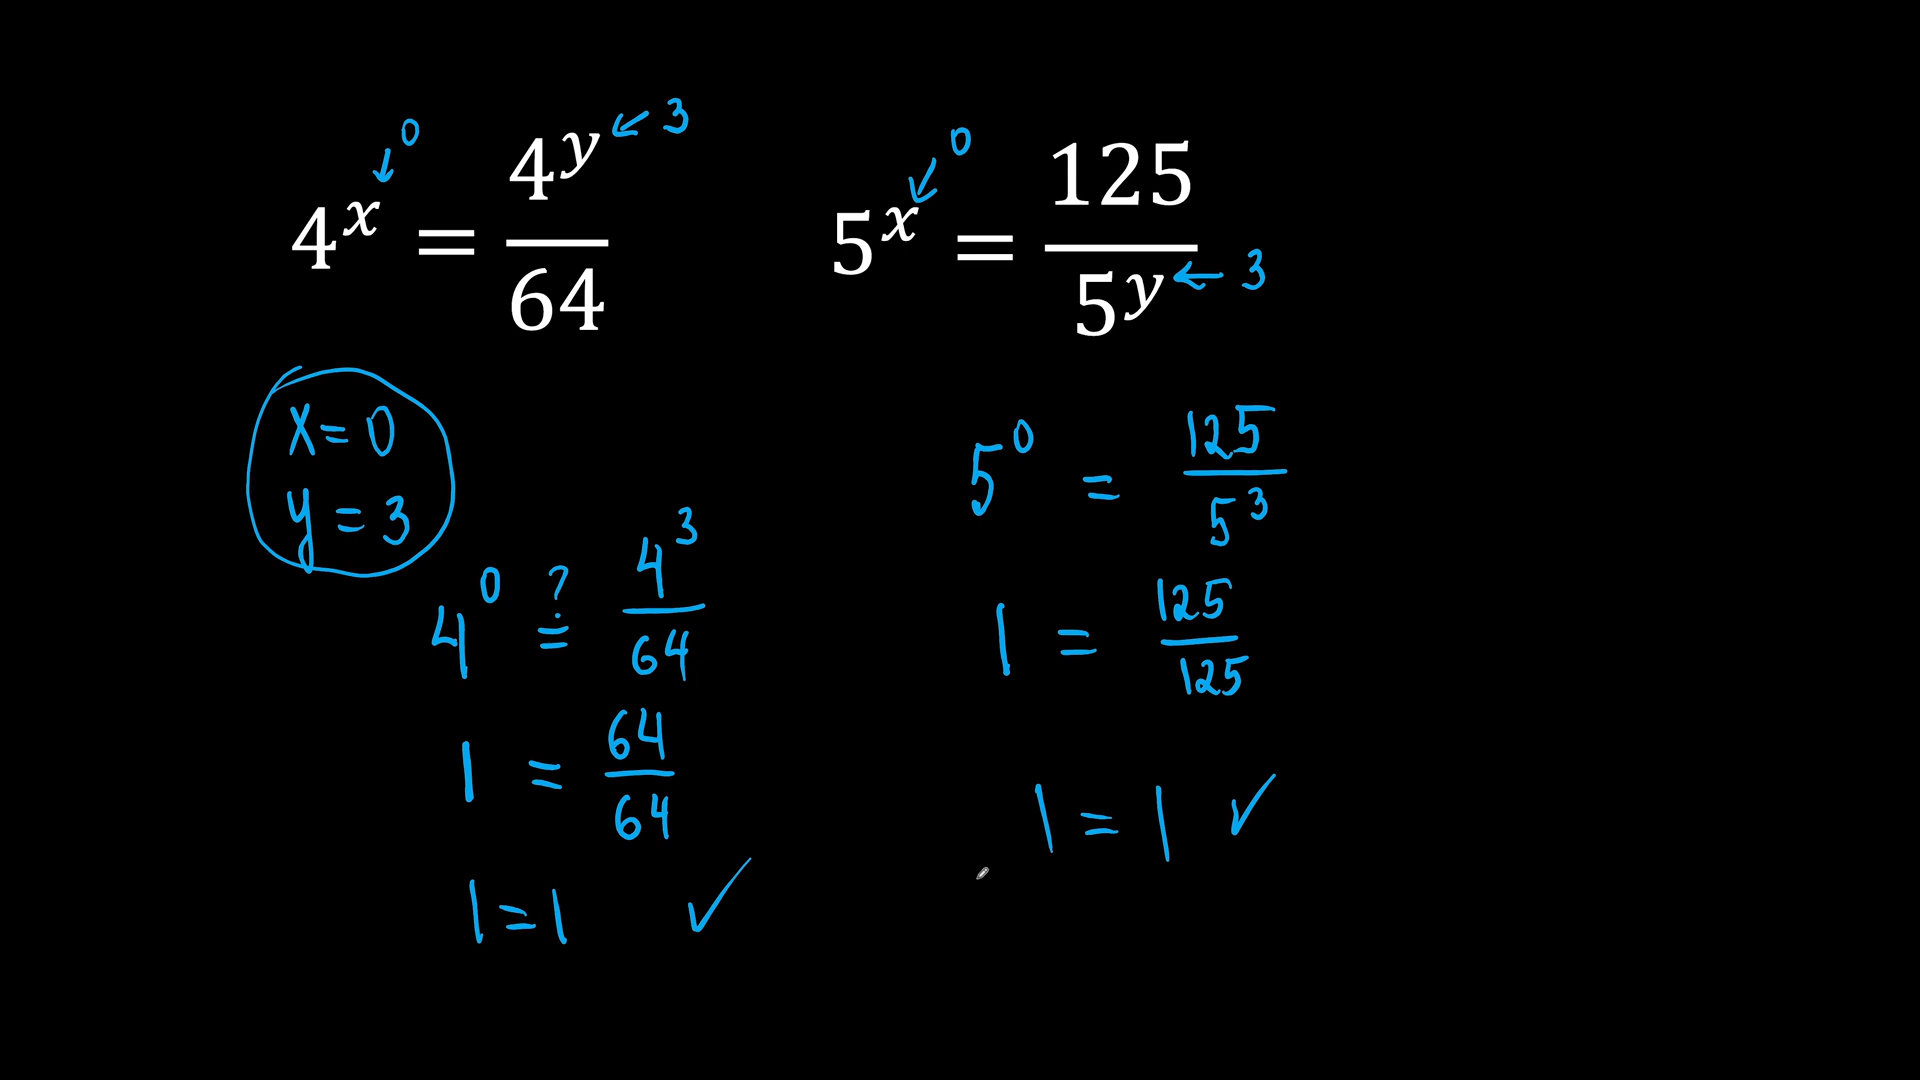 4^x = 4^y / 64
0
3
5^x = 125 / 5^y
0
3
x = 0
y = 3
4^0 ≟ 4^3 / 64
1 = 64 / 64
1 = 1 ✓
5^0 = 125 / 5^3
1 = 125 / 125
1 = 1 ✓